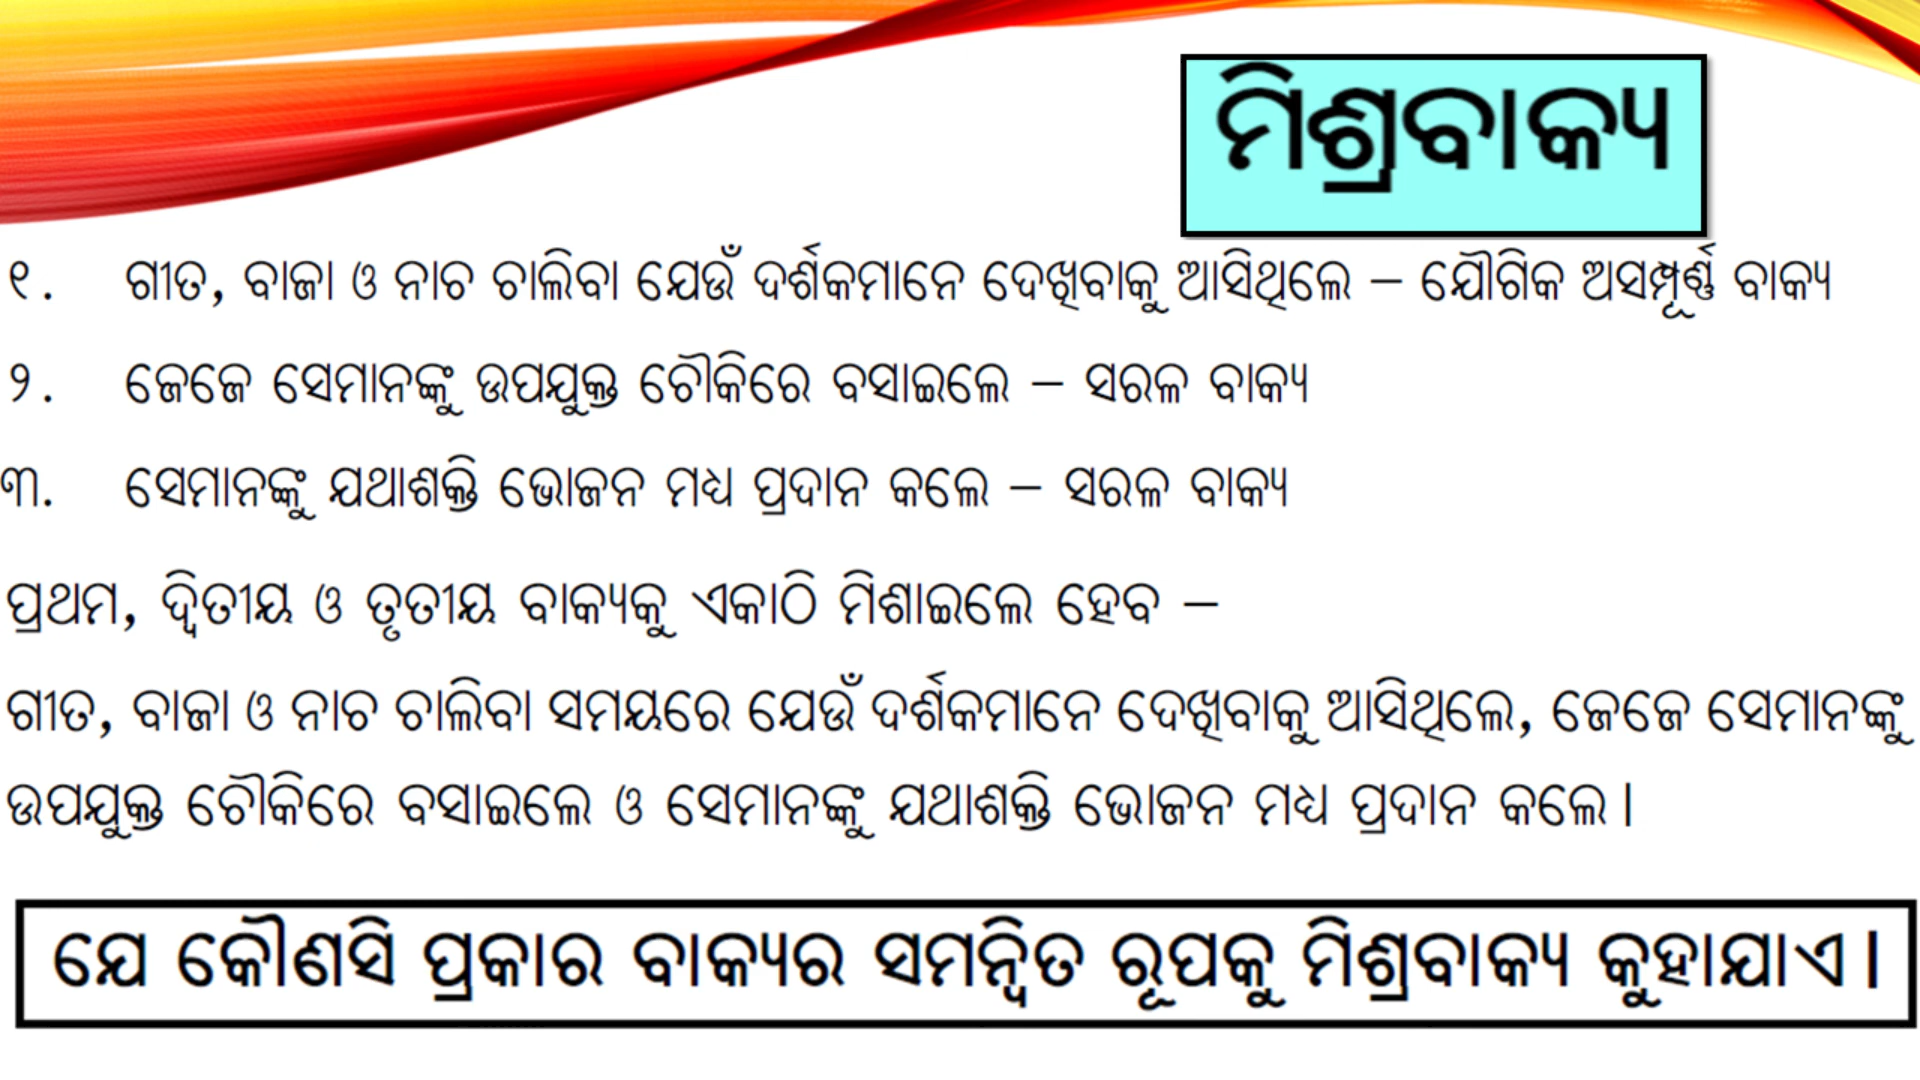 ମିଶ୍ରବାକ୍ୟ
୧. ଗୀତ, ବାଜା ଓ ନାଚ ଚାଲିବା ଯେଉଁ ଦର୍ଶକମାନେ ଦେଖିବାକୁ ଆସିଥିଲେ – ଯୌଗିକ ଅସମ୍ପୂର୍ଣ୍ଣ ବାକ୍ୟ
୨. ଜେଜେ ସେମାନଙ୍କୁ ଉପଯୁକ୍ତ ଚୌକିରେ ବସାଇଲେ – ସରଳ ବାକ୍ୟ
୩. ସେମାନଙ୍କୁ ଯଥାଶକ୍ତି ଭୋଜନ ମଧ୍ୟ ପ୍ରଦାନ କଲେ – ସରଳ ବାକ୍ୟ
ପ୍ରଥମ, ଦ୍ଵିତୀୟ ଓ ତୃତୀୟ ବାକ୍ୟକୁ ଏକାଠି ମିଶାଇଲେ ହେବ –
ଗୀତ, ବାଜା ଓ ନାଚ ଚାଲିବା ସମୟରେ ଯେଉଁ ଦର୍ଶକମାନେ ଦେଖିବାକୁ ଆସିଥିଲେ, ଜେଜେ ସେମାନଙ୍କୁ
ଉପଯୁକ୍ତ ଚୌକିରେ ବସାଇଲେ ଓ ସେମାନଙ୍କୁ ଯଥାଶକ୍ତି ଭୋଜନ ମଧ୍ୟ ପ୍ରଦାନ କଲେ।
ଯେ କୌଣସି ପ୍ରକାର ବାକ୍ୟର ସମନ୍ଵିତ ରୂପକୁ ମିଶ୍ରବାକ୍ୟ କୁହାଯାଏ।